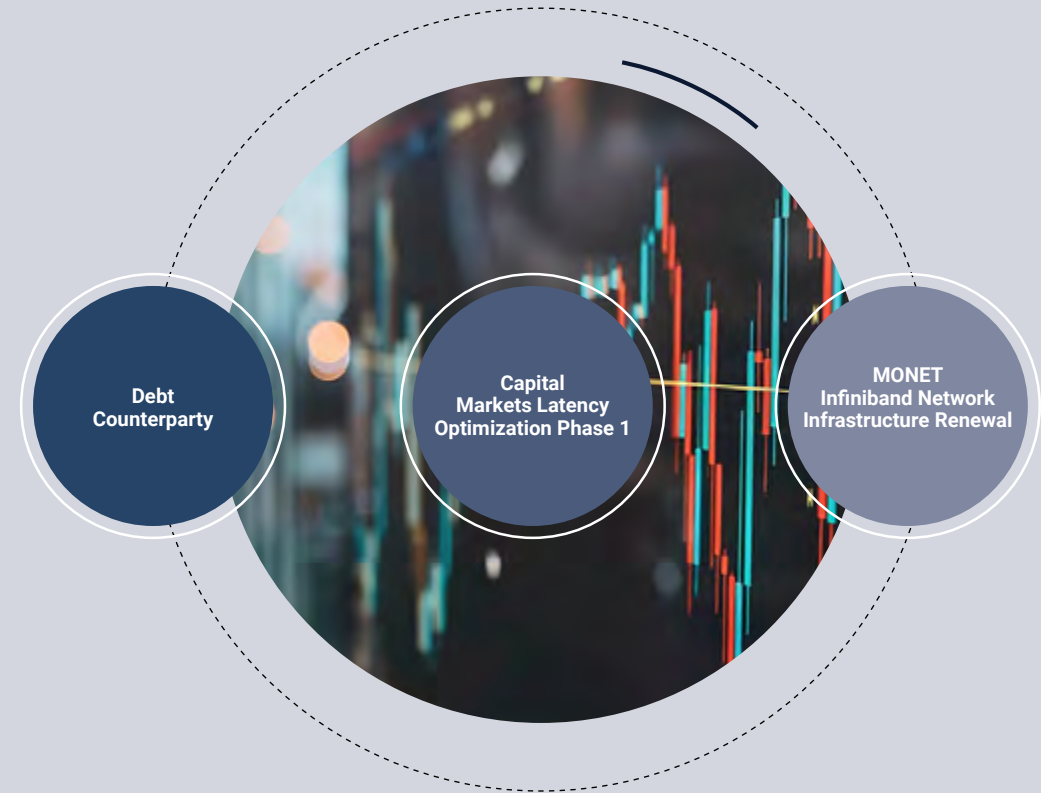 Debt
Counterparty
Capital
Markets Latency
Optimization Phase 1
MONET
Infiniband Network
Infrastructure Renewal